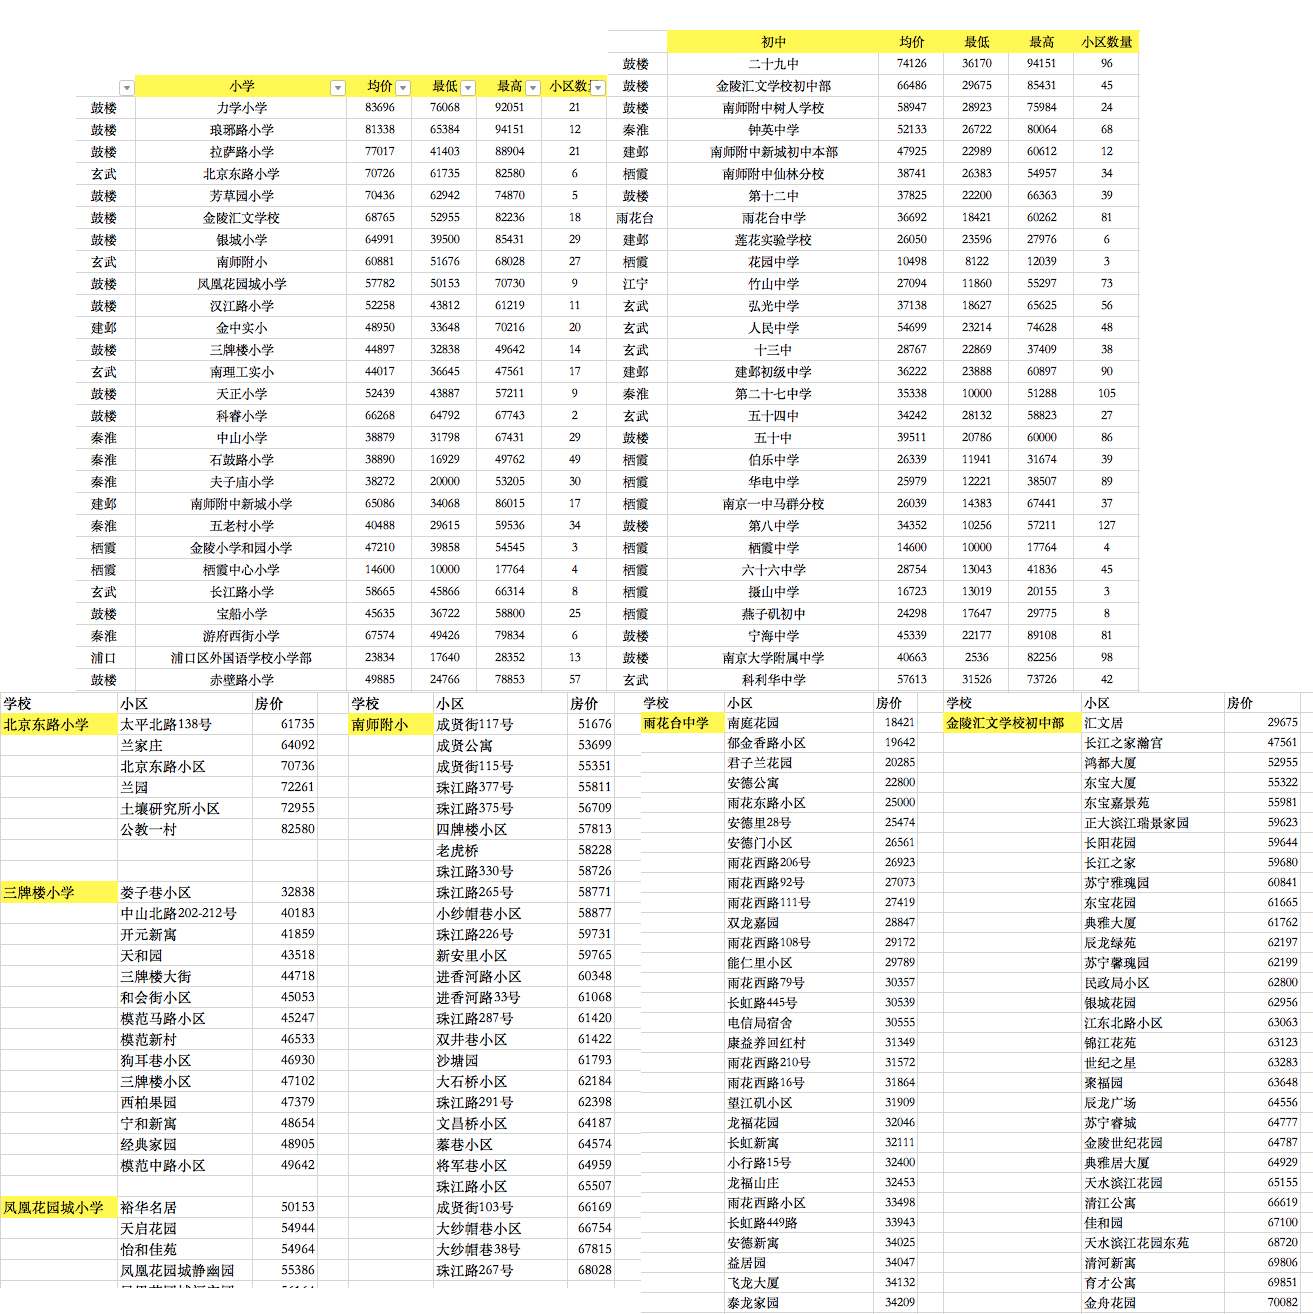 小学 均价 最低 最高 小区数
鼓楼 力学小学 83696 76068 92051 21
鼓楼 琅琊路小学 81338 65384 94151 12
鼓楼 拉萨路小学 77017 41403 88904 21
玄武 北京东路小学 70726 61735 82580 6
鼓楼 芳草园小学 70436 62942 74870 5
鼓楼 金陵汇文学校 68765 52955 82236 18
鼓楼 银城小学 64991 39500 85431 29
玄武 南师附小 60881 51676 68028 27
鼓楼 凤凰花园城小学 57782 50153 70730 9
鼓楼 汉江路小学 52258 43812 61219 11
建邺 金中实小 48950 33648 70216 20
鼓楼 三牌楼小学 44897 32838 49642 14
玄武 南理工实小 44017 36645 47561 17
鼓楼 天正小学 52439 43887 57211 9
鼓楼 科睿小学 66268 64792 67743 2
秦淮 中山小学 38879 31798 67431 29
秦淮 石鼓路小学 38890 16929 49762 49
秦淮 夫子庙小学 38272 20000 53205 30
建邺 南师附中新城小学 65086 34068 86015 17
秦淮 五老村小学 40488 29615 59536 34
栖霞 金陵小学和园小学 47210 39858 54545 3
栖霞 栖霞中心小学 14600 10000 17764 4
玄武 长江路小学 58665 45866 66314 8
鼓楼 宝船小学 45635 36722 58800 25
秦淮 游府西街小学 67574 49426 79834 6
浦口 浦口区外国语学校小学部 23834 17640 28352 13
鼓楼 赤壁路小学 49885 24766 78853 57
初中 均价 最低 最高 小区数量
鼓楼 二十九中 74126 36170 94151 96
鼓楼 金陵汇文学校初中部 66486 29675 85431 45
鼓楼 南师附中树人学校 58947 28923 75984 24
秦淮 钟英中学 52133 26722 80064 68
建邺 南师附中新城初中本部 47925 22989 60612 12
栖霞 南师附中仙林分校 38741 26383 54957 34
鼓楼 第十二中 37825 22200 66363 39
雨花台 雨花台中学 36692 18421 60262 81
建邺 莲花实验学校 26050 23596 27976 6
栖霞 花园中学 10498 8122 12039 3
江宁 竹山中学 27094 11860 55297 73
玄武 弘光中学 37138 18627 65625 56
玄武 人民中学 54699 23214 74628 48
玄武 十三中 28767 22869 37409 38
建邺 建邺初级中学 36222 23888 60897 90
秦淮 第二十七中学 35338 10000 51288 105
玄武 五十四中 34242 28132 58823 27
鼓楼 五十中 39511 20786 60000 86
栖霞 伯乐中学 26339 11941 31674 39
栖霞 华电中学 25979 12221 38507 89
栖霞 南京一中马群分校 26039 14383 67441 37
鼓楼 第八中学 34352 10256 57211 127
栖霞 栖霞中学 14600 10000 17764 4
栖霞 六十六中学 28754 13043 41836 45
栖霞 摄山中学 16723 13019 20155 3
栖霞 燕子矶初中 24298 17647 29775 8
鼓楼 宁海中学 45339 22177 89108 81
鼓楼 南京大学附属中学 40663 2536 82256 98
玄武 科利华中学 57613 31526 73726 42
学校 小区 房价
北京东路小学 太平北路138号 61735
兰家庄 64092
北京东路小区 70736
兰园 72261
土壤研究所小区 72955
公教一村 82580
三牌楼小学 娄子巷小区 32838
中山北路202-212号 40183
开元新寓 41859
天和园 43518
三牌楼大街 44718
和会街小区 45053
模范马路小区 45247
模范新村 46533
狗耳巷小区 46930
三牌楼小区 47102
西柏果园 47379
宁和新寓 48654
经典家园 48905
模范中路小区 49642
凤凰花园城小学 裕华名居 50153
天启花园 54944
怡和佳苑 54964
凤凰花园城静幽园 55386
学校 小区 房价
南师附小 成贤街117号 51676
成贤公寓 53699
成贤街115号 55351
珠江路377号 55811
珠江路375号 56709
四牌楼小区 57813
老虎桥 58228
珠江路330号 58726
珠江路265号 58771
小纱帽巷小区 58877
珠江路226号 59731
新安里小区 59765
进香河路小区 60348
进香河路33号 61068
珠江路287号 61420
双井巷小区 61422
沙塘园 61793
大石桥小区 62184
珠江路291号 62398
文昌桥小区 64187
蓁巷小区 64574
将军巷小区 64959
珠江路小区 65507
成贤街103号 66169
大纱帽巷小区 66754
大纱帽巷38号 67815
珠江路267号 68028
学校 小区 房价
雨花台中学 南庭花园 18421
郁金香路小区 19642
君子兰花园 20285
安德公寓 22800
雨花东路小区 25000
安德里28号 25474
安德门小区 26561
雨花西路206号 26923
雨花西路92号 27073
雨花西路111号 27419
双龙嘉园 28847
雨花西路108号 29172
能仁里小区 29789
雨花西路79号 30357
长虹路445号 30539
电信局宿舍 30555
康益养回红村 31349
雨花西路210号 31572
雨花西路16号 31864
望江矶小区 31909
龙福花园 32046
长虹新寓 32111
小行路15号 32400
龙福山庄 32453
雨花西路小区 33498
长虹路449路 33943
安德新寓 34025
益居园 34047
飞龙大厦 34132
泰龙家园 34209
学校 小区 房价
金陵汇文学校初中部 汇文居 29675
长江之家瀚宫 47561
鸿都大厦 52955
东宝大厦 55322
东宝嘉景苑 55981
正大滨江瑞景家园 59623
长阳花园 59644
长江之家 59680
苏宁雅瑰园 60841
东宝花园 61665
典雅大厦 61762
辰龙绿苑 62197
苏宁馨瑰园 62199
民政局小区 62800
银城花园 62956
江东北路小区 63063
锦江花苑 63123
世纪之星 63283
聚福园 63648
辰龙广场 64556
苏宁睿城 64777
金陵世纪花园 64787
典雅居大厦 64929
天水滨江花园 65155
清江公寓 66619
佳和园 67100
天水滨江花园东苑 68720
清河新寓 69806
育才公寓 69851
金舟花园 70082